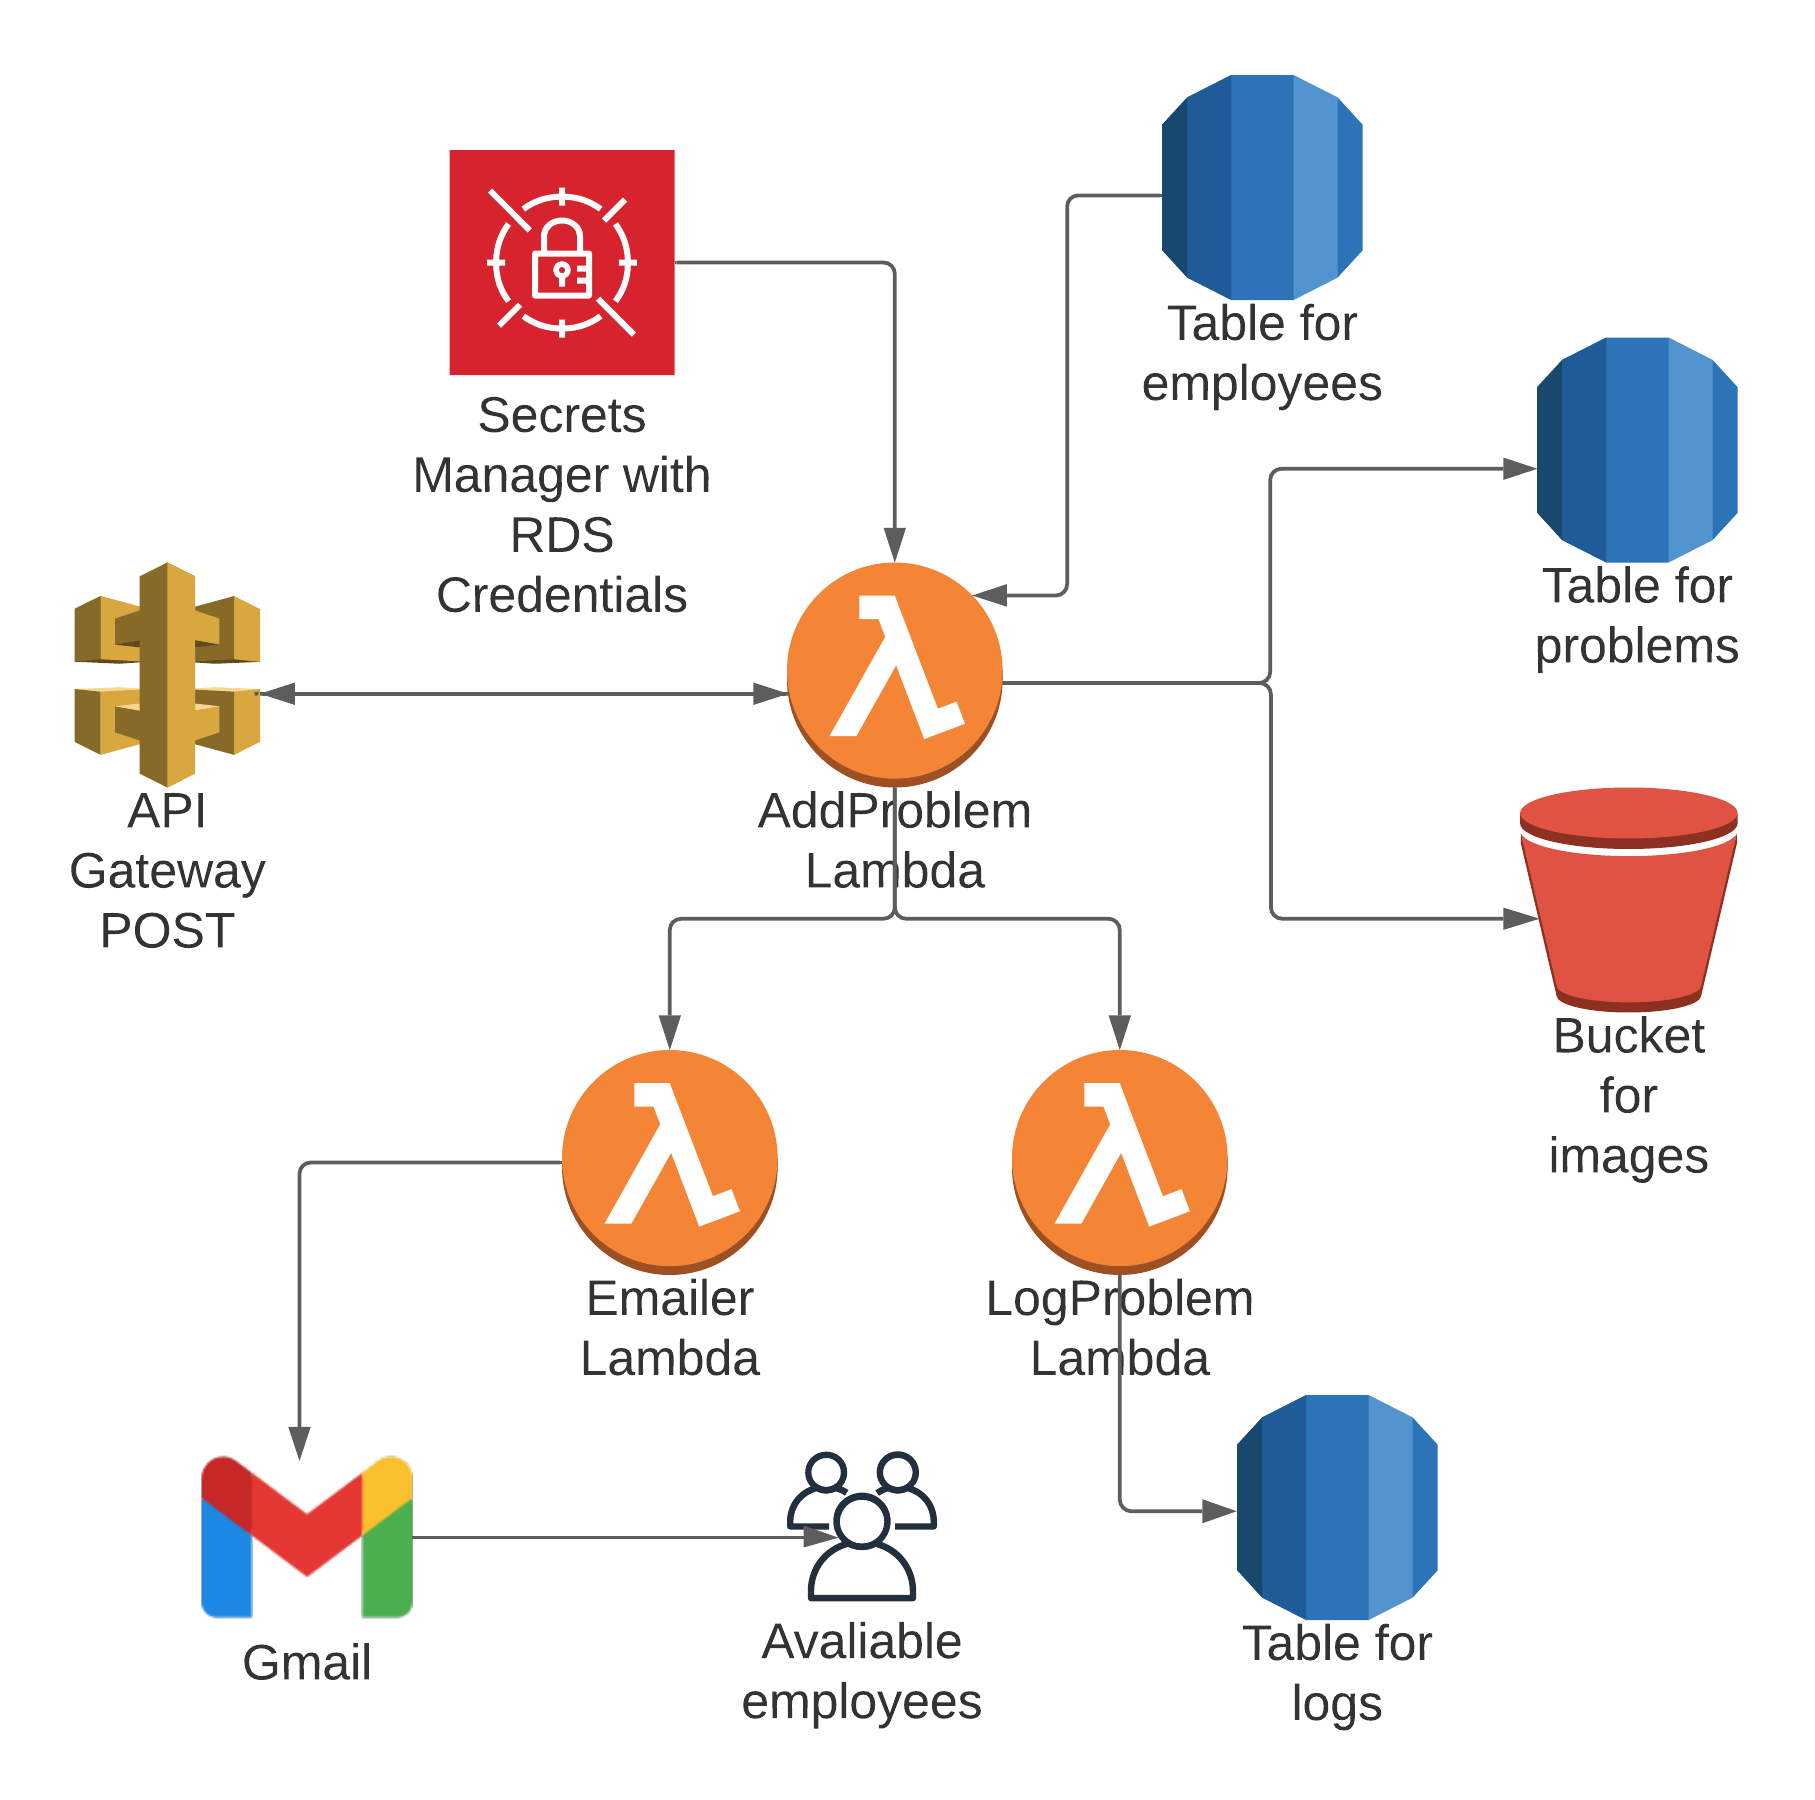 Table for
employees
Secrets
Manager with
RDS
Credentials
Table for
problems
API
Gateway
POST
AddProblem
Lambda
Bucket
for
images
Emailer
Lambda
LogProblem
Lambda
Gmail
Avaliable
employees
Table for
logs